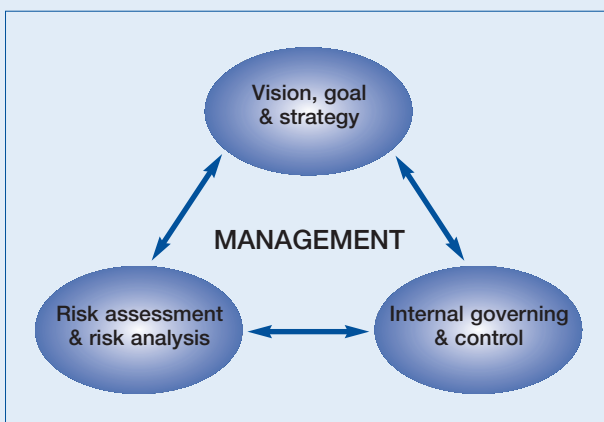 Vision, goal
& strategy
MANAGEMENT
Risk assessment
& risk analysis
Internal governing
& control